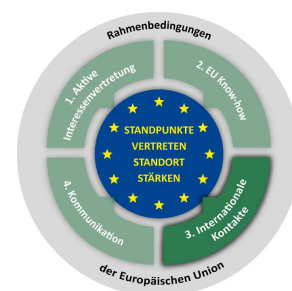 Rahmenbedingungen
1. Aktive
Interessenvertretung
2. EU Know-how
STANDPUNKTE
VERTRETEN
STANDORT
STÄRKEN
3. Internationale
Kontakte
4. Kommunikation
der Europäischen Union